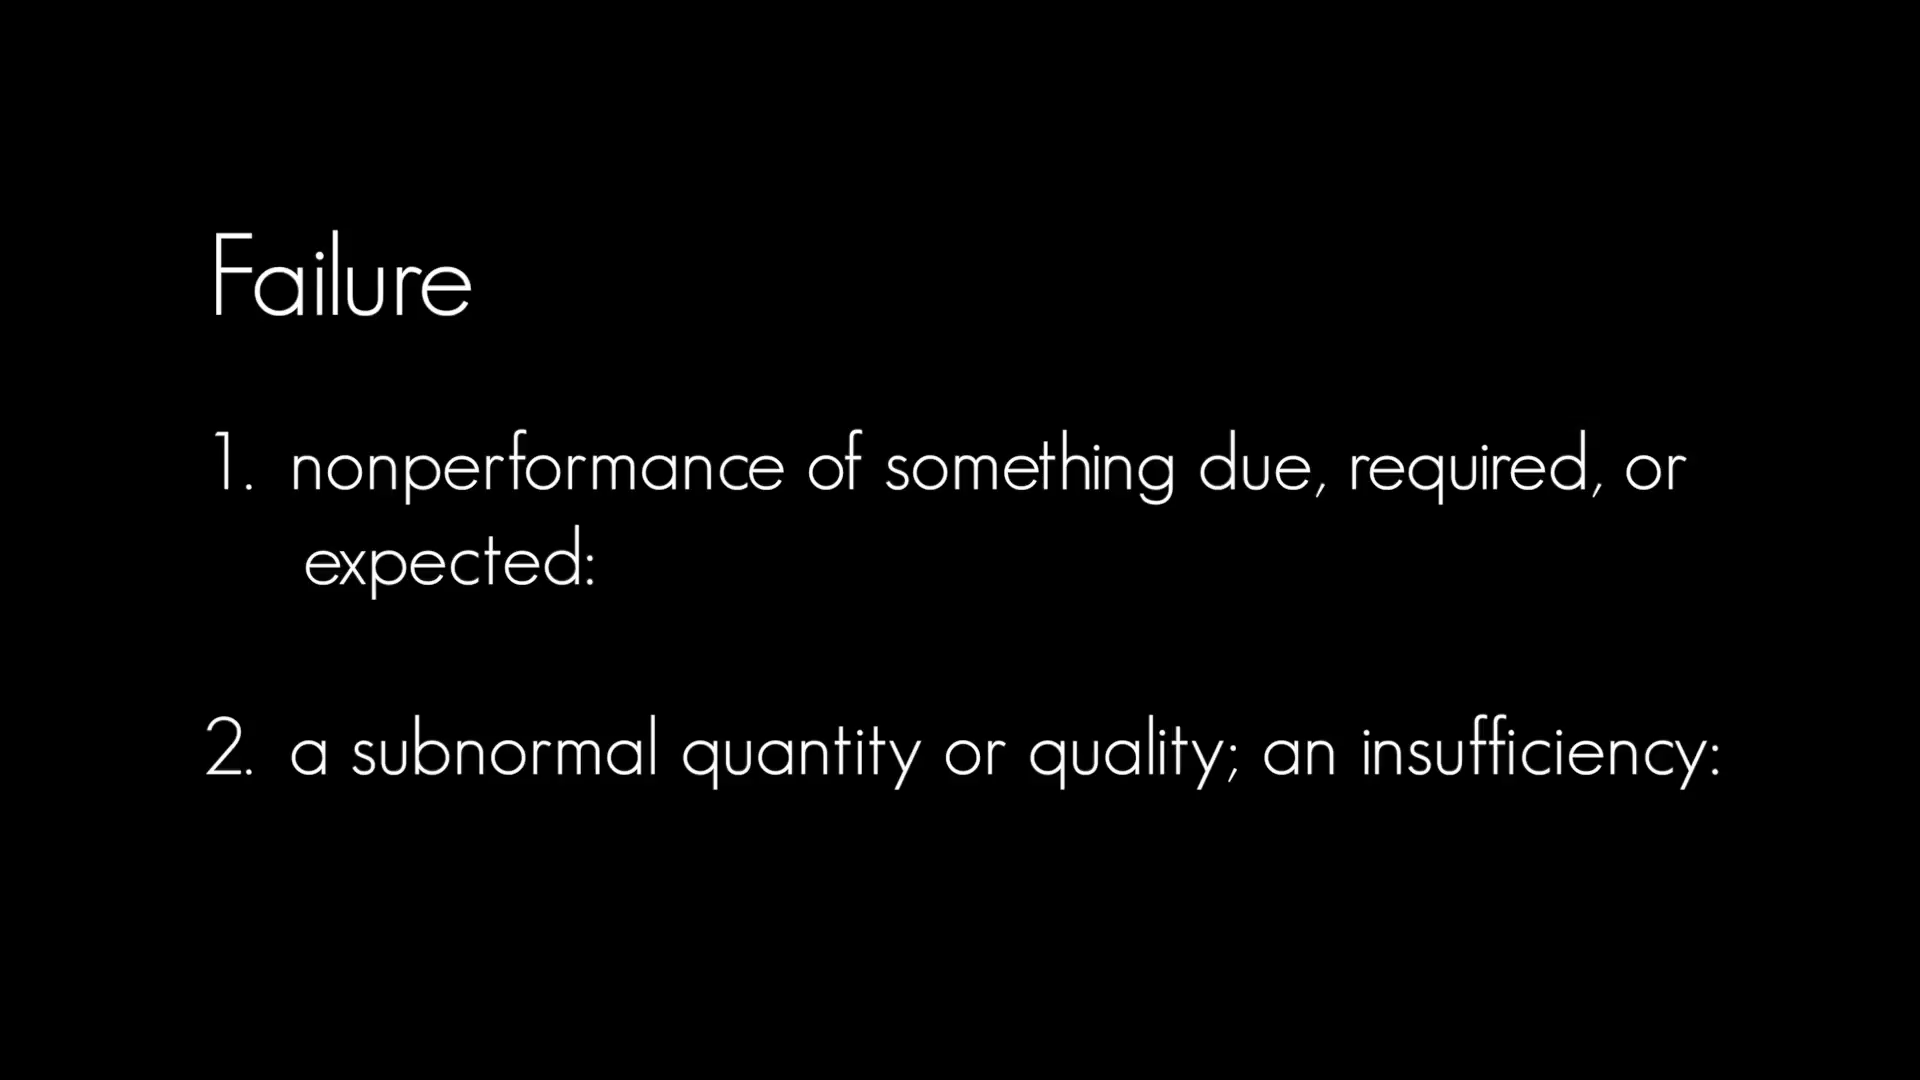 Failure
1. nonperformance of something due, required, or
expected:
2. a subnormal quantity or quality; an insufficiency: